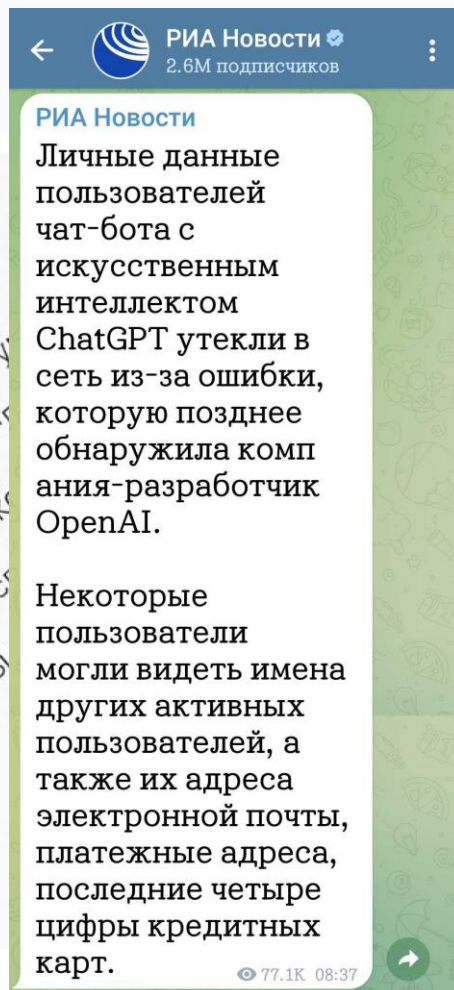 РИА Новости
2.6M подписчиков
РИА Новости
Личные данные
пользователей
чат-бота с
искусственным
интеллектом
ChatGPT утекли в
сеть из-за ошибки,
которую позднее
обнаружила комп
ания-разработчик
OpenAI.
Некоторые
пользователи
могли видеть имена
других активных
пользователей, а
также их адреса
электронной почты,
платежные адреса,
последние четыре
цифры кредитных
карт.
77.1K 08:37